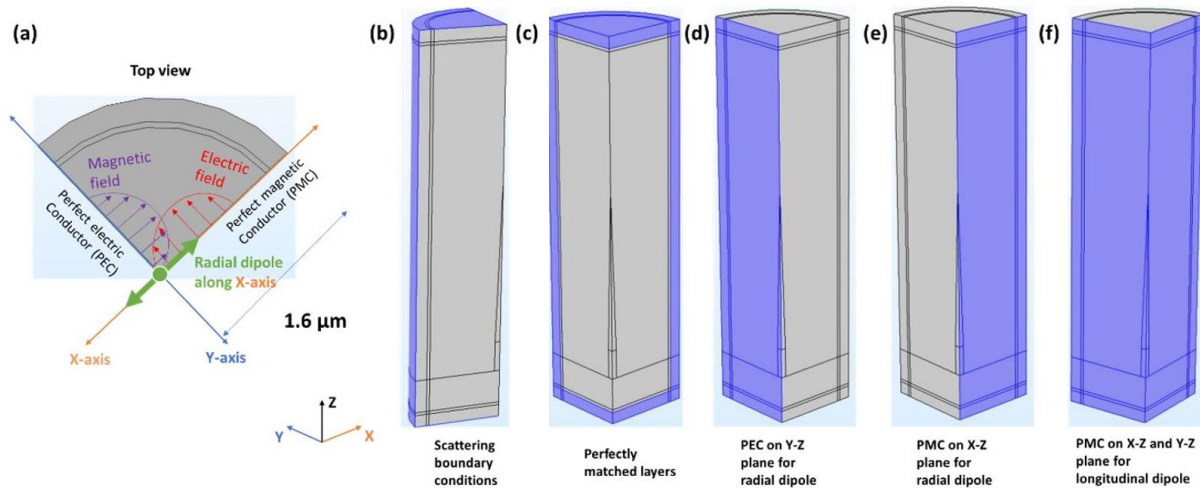 (a)
Top view
Magnetic
field
Electric
field
Perfect electric
Conductor (PEC)
Perfect magnetic
Conductor (PMC)
Radial dipole
along X-axis
1.6 µm
X-axis
Y-axis
Z
Y
X
(b)
Scattering
boundary
conditions
(c)
Perfectly
matched layers
(d)
PEC on Y-Z
plane for
radial dipole
(e)
PMC on X-Z
plane for
radial dipole
(f)
PMC on X-Z and Y-Z
plane for
longitudinal dipole